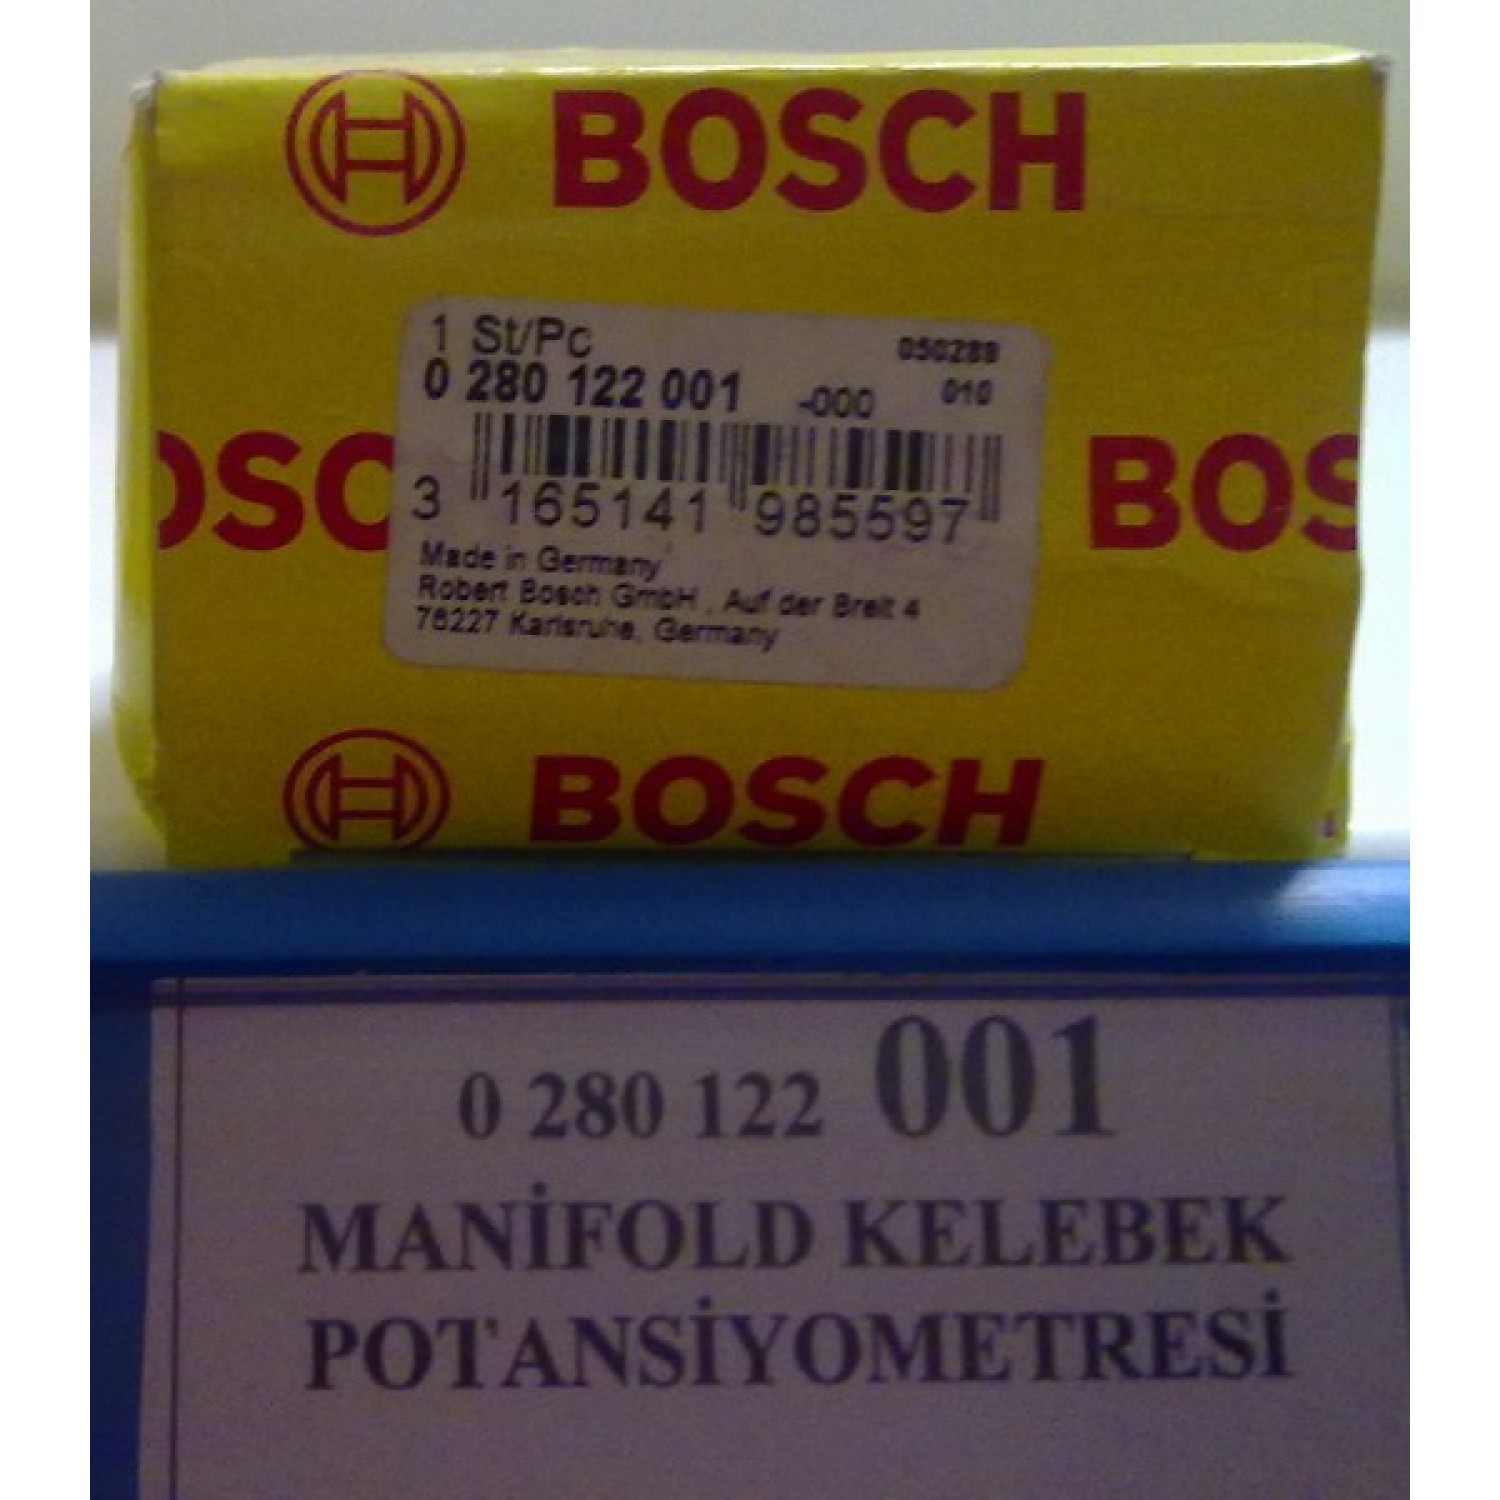 BOSCH
1 St/Pc
050288
0 280 122 001 -000 010
OSC
BOS
3 165141 985597
Made in Germany
Robert Bosch GmbH , Auf der Breit 4
76227 Karlsruhe, Germany
BOSCH
0 280 122 001
MANİFOLD KELEBEK
POTANSİYOMETRESİ